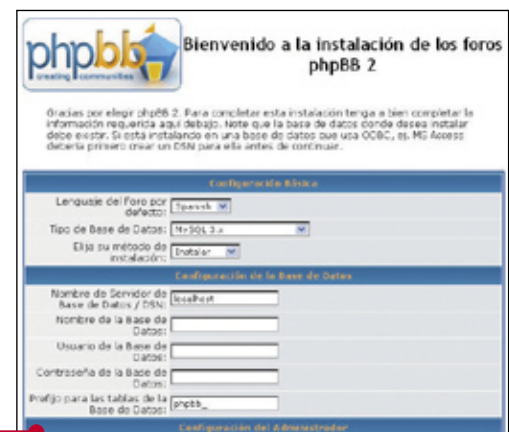 phpbb
creating communities
Bienvenido a la instalación de los foros
phpBB 2
Gracias por elegir phpBB 2. Para completar esta instalación tenga a bien completar la
información requerida aquí debajo. Note que la base de datos donde desea instalar
debe existir. Si está instalando en una base de datos que usa ODBC, ej. MS Access
debería primero crear un DSN para ella antes de continuar.
Configuración Básica
Lenguaje del Foro por
defecto: Spanish
Tipo de Base de Datos: MySQL 3.x
Elija su método de
instalación: Instalar
Configuración de la Base de Datos
Nombre de Servidor de
Base de Datos / DSN: localhost
Nombre de la Base de
Datos:
Usuario de la Base de
Datos:
Contraseña de la Base de
Datos:
Prefijo para las tablas de la
Base de Datos: phpbb_
Configuración del Administrador